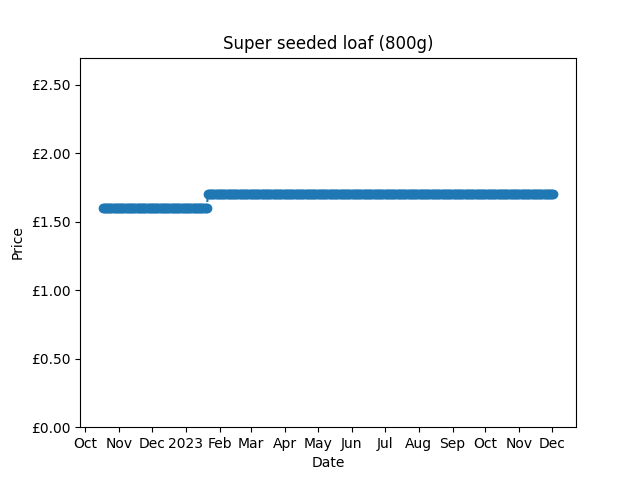 Super seeded loaf (800g)
£2.50
£2.00
£1.50
£1.00
£0.50
£0.00
Price
Oct Nov Dec 2023 Feb Mar Apr May Jun Jul Aug Sep Oct Nov Dec
Date